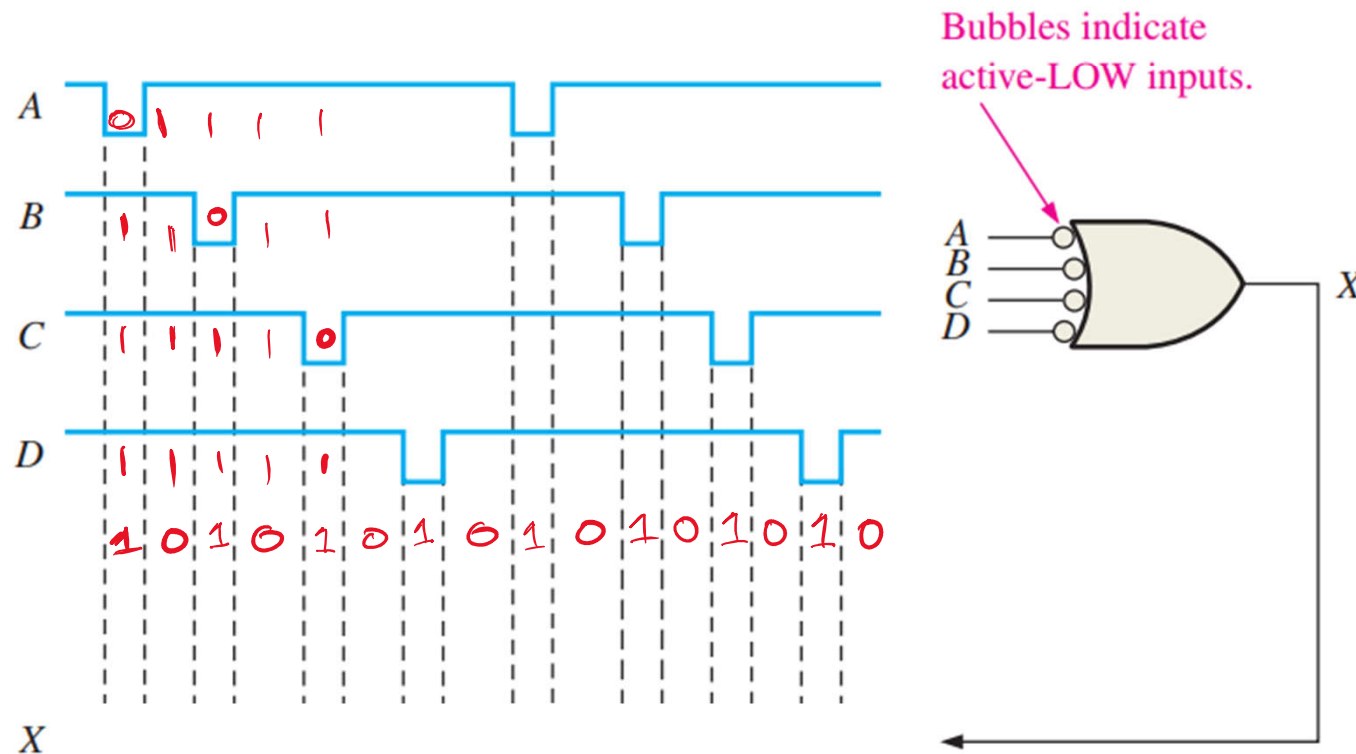 Bubbles indicate
active-LOW inputs.
A
0 1 1 1 1
B
1 1 0 1 1
C
1 1 1 1 0
D
1 1 1 1 1
1 0 1 0 1 0 1 0 1 0 1 0 1 0 1 0
X
A
B
C
D
X